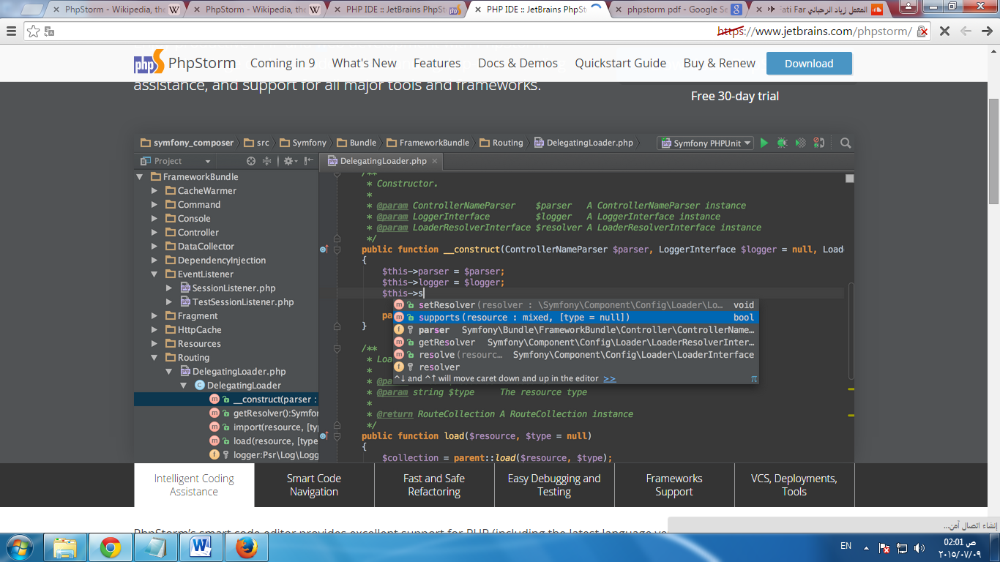 PhpStorm - Wikipedia, the
PhpStorm - Wikipedia, the
PHP IDE :: JetBrains PhpSt
PHP IDE :: JetBrains PhpSt
phpstorm pdf - Google Se
Fati Far المعقل زياد الرحباني
https://www.jetbrains.com/phpstorm/
PhpStorm
Coming in 9
What's New
Features
Docs & Demos
Quickstart Guide
Buy & Renew
Download
assistance, and support for all major tools and frameworks.
Free 30-day trial
symfony_composer
src
Symfony
Bundle
FrameworkBundle
Routing
DelegatingLoader.php
Symfony PHPUnit
Project
DelegatingLoader.php
FrameworkBundle
CacheWarmer
Command
Console
Controller
DataCollector
DependencyInjection
EventListener
SessionListener.php
TestSessionListener.php
Fragment
HttpCache
Resources
Routing
DelegatingLoader.php
DelegatingLoader
__construct(parser :
getResolver():Symfo
import(resource, [typ
load(resource, [type
logger:Psr\Log\Logg
/**
* Constructor.
*
* @param ControllerNameParser $parser A ControllerNameParser instance
* @param LoggerInterface $logger A LoggerInterface instance
* @param LoaderResolverInterface $resolver A LoaderResolverInterface instance
*/
public function __construct(ControllerNameParser $parser, LoggerInterface $logger = null, Loade
{
$this->parser = $parser;
$this->logger = $logger;
$this->s
setResolver(resolver : \Symfony\Component\Config\Loader\Lo… void
supports(resource : mixed, [type = null]) bool
parser Symfony\Bundle\FrameworkBundle\Controller\ControllerName…
getResolver Symfony\Component\Config\Loader\LoaderResolverInter…
resolve(resourc… Symfony\Component\Config\Loader\LoaderInterface
resolver
^↓ and ^↑ will move caret down and up in the editor >> π
pa
}
/**
* Loa
*
* @pa
* @param string $type The resource type
*
* @return RouteCollection A RouteCollection instance
*/
public function load($resource, $type = null)
{
$collection = parent::load($resource, $type);
Intelligent Coding
Assistance
Smart Code
Navigation
Fast and Safe
Refactoring
Easy Debugging and
Testing
Frameworks
Support
VCS, Deployments,
Tools
PhpStorm's smart code editor provides excellent support for PHP (including the latest language ve
إنشاء اتصال آمن...
EN
02:01 ص
٢٠١٥/٠٧/٠٩